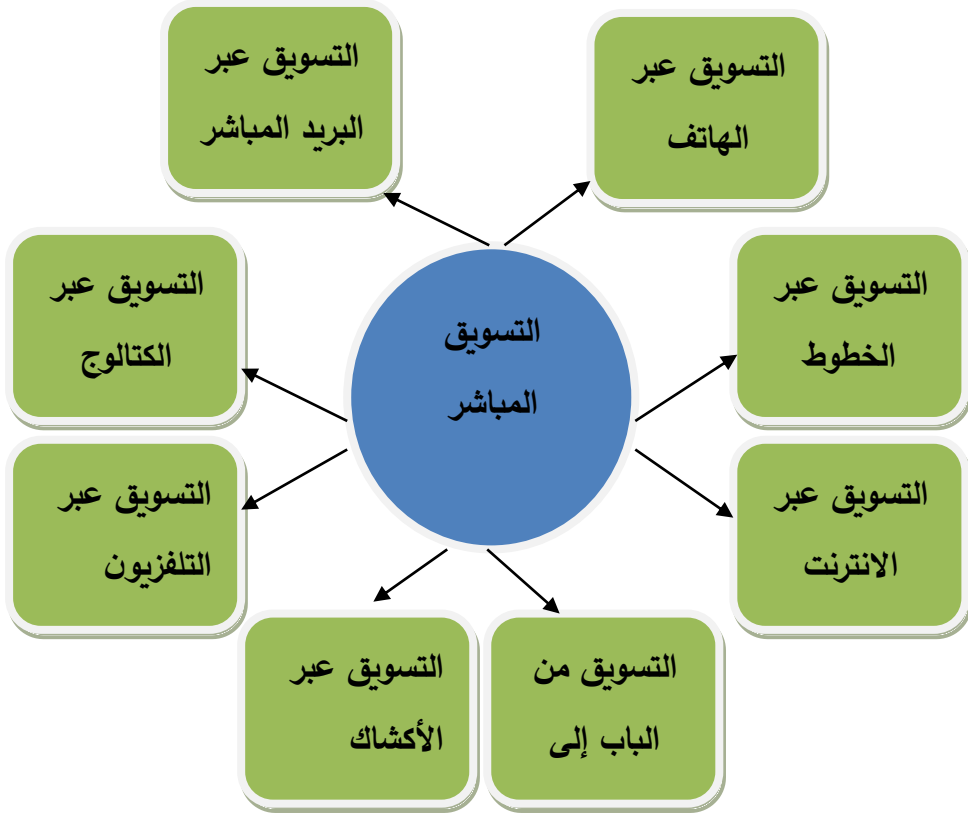 التسويق عبر
الهاتف
التسويق عبر
البريد المباشر
التسويق عبر
الخطوط
التسويق عبر
الكتالوج
التسويق
المباشر
التسويق عبر
الانترنت
التسويق عبر
التلفزيون
التسويق من
الباب إلى
التسويق عبر
الأكشاك